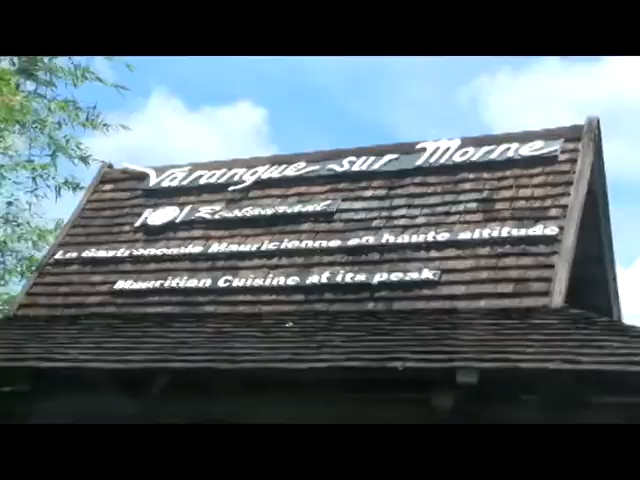 Varangue sur Morne
Restaurant
La Gastronomie Mauricienne en haute altitude
Mauritian Cuisine at its peak